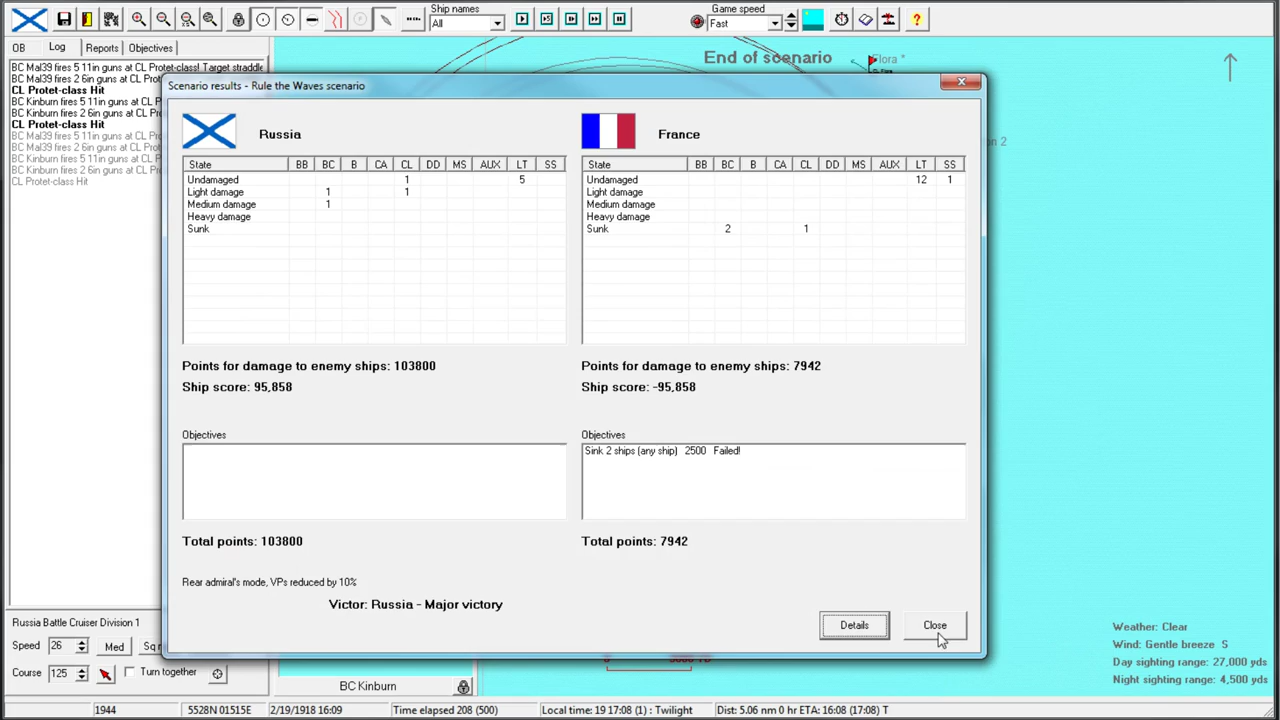 Ship names
All
Game speed
Fast
OB Log Reports Objectives
BC Mal39 fires 5 11in guns at CL Protet-class! Target straddle
BC Mal39 fires 2 6in guns at CL Prot
CL Protet-class Hit
BC Kinburn fires 5 11in guns at CL Pro
BC Kinburn fires 2 6in guns at CL Prot
CL Protet-class Hit
BC Mal39 fires 5 11in guns at CL Prot
BC Mal39 fires 2 6in guns at CL Prote
BC Kinburn fires 5 11in guns at CL Pro
BC Kinburn fires 2 6in guns at CL Prot
CL Protet-class Hit
End of scenario
Flora *
CL Flora
Scenario results - Rule the Waves scenario
Russia
State BB BC B CA CL DD MS AUX LT SS
Undamaged 1 5
Light damage 1 1
Medium damage 1
Heavy damage
Sunk
Points for damage to enemy ships: 103800
Ship score: 95,858
Objectives
Total points: 103800
France
State BB BC B CA CL DD MS AUX LT SS
Undamaged 12 1
Light damage
Medium damage
Heavy damage
Sunk 2 1
Points for damage to enemy ships: 7942
Ship score: -95,858
Objectives
Sink 2 ships (any ship) 2500 Failed!
Total points: 7942
Rear admiral's mode, VPs reduced by 10%
Victor: Russia - Major victory
Details
Close
Russia Battle Cruiser Division 1
Speed 26 Med Sq r
Course 125 Turn together
BC Kinburn
Weather: Clear
Wind: Gentle breeze S
Day sighting range: 27,000 yds
Night sighting range: 4,500 yds
1944 5528N 01515E 2/19/1918 16:09 Time elapsed 208 (500) Local time: 19 17:08 (1) : Twilight Dist: 5.06 nm 0 hr ETA: 16:08 (17:08) T